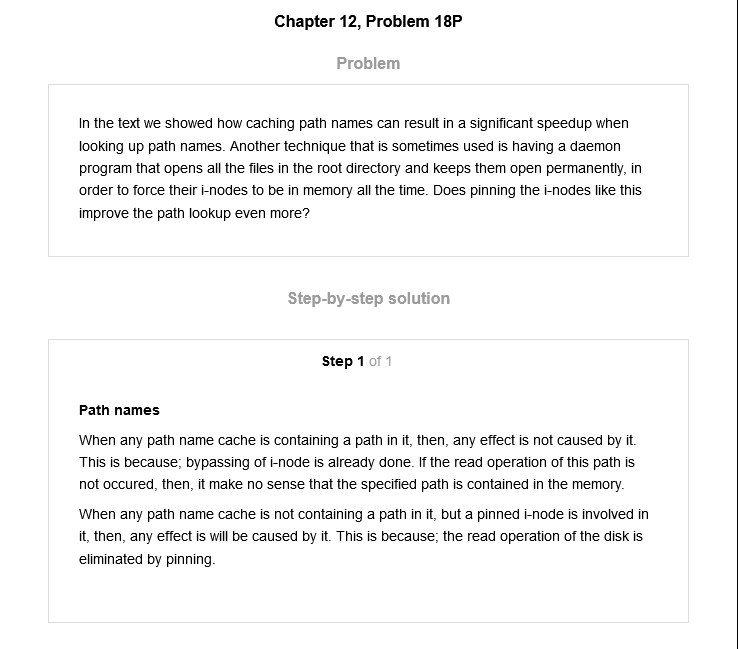 Chapter 12, Problem 18P
Problem
In the text we showed how caching path names can result in a significant speedup when
looking up path names. Another technique that is sometimes used is having a daemon
program that opens all the files in the root directory and keeps them open permanently, in
order to force their i-nodes to be in memory all the time. Does pinning the i-nodes like this
improve the path lookup even more?
Step-by-step solution
Step 1 of 1
Path names
When any path name cache is containing a path in it, then, any effect is not caused by it.
This is because; bypassing of i-node is already done. If the read operation of this path is
not occured, then, it make no sense that the specified path is contained in the memory.
When any path name cache is not containing a path in it, but a pinned i-node is involved in
it, then, any effect is will be caused by it. This is because; the read operation of the disk is
eliminated by pinning.